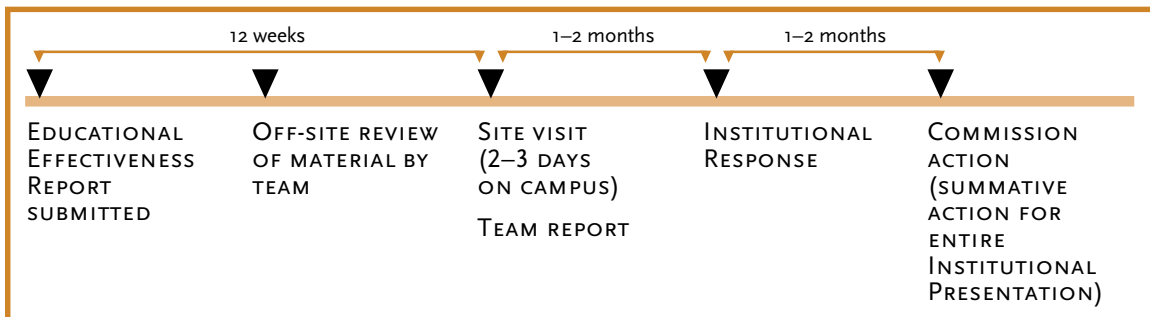 12 weeks
1–2 months
1–2 months
Educational
Effectiveness
Report
submitted
Off-site review
of material by
team
Site visit
(2–3 days
on campus)
Team report
Institutional
Response
Commission
action
(summative
action for
entire
Institutional
Presentation)